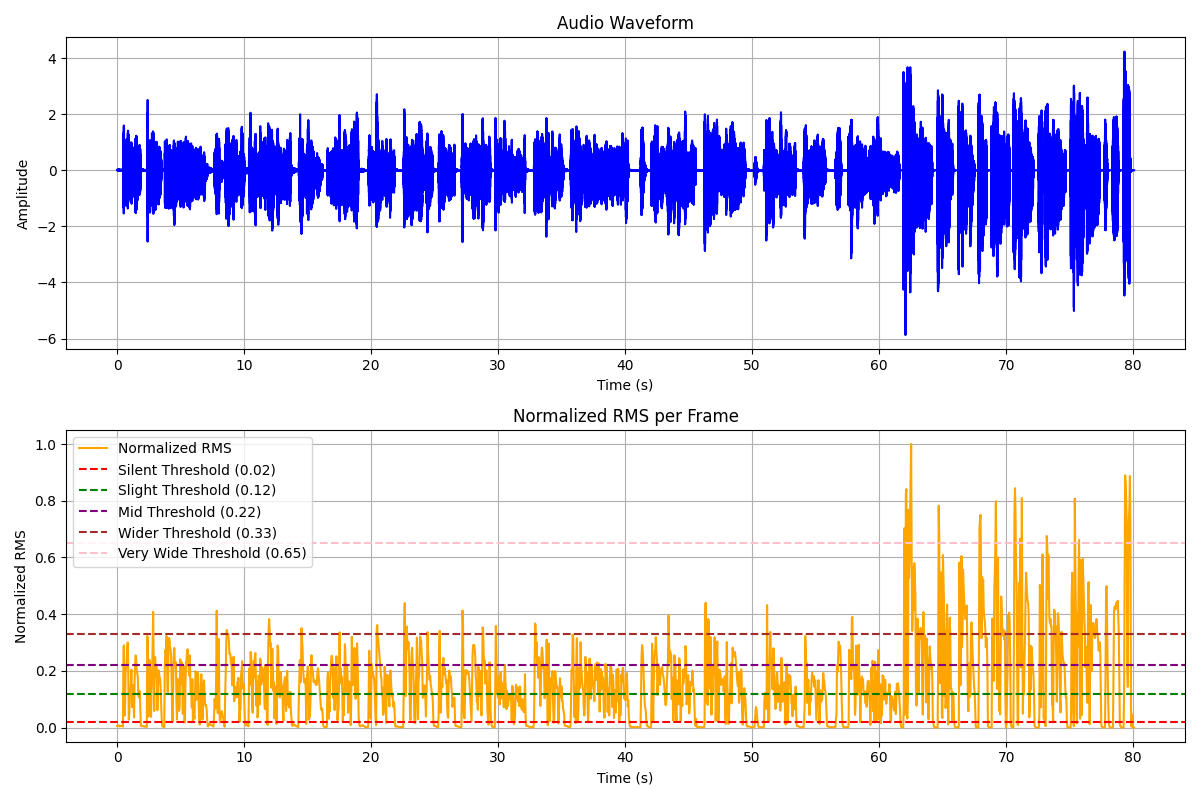 Audio Waveform
4
2
0
−2
−4
−6
Amplitude
0 10 20 30 40 50 60 70 80
Time (s)
Normalized RMS per Frame
1.0
0.8
0.6
0.4
0.2
0.0
Normalized RMS
Normalized RMS
Silent Threshold (0.02)
Slight Threshold (0.12)
Mid Threshold (0.22)
Wider Threshold (0.33)
Very Wide Threshold (0.65)
0 10 20 30 40 50 60 70 80
Time (s)